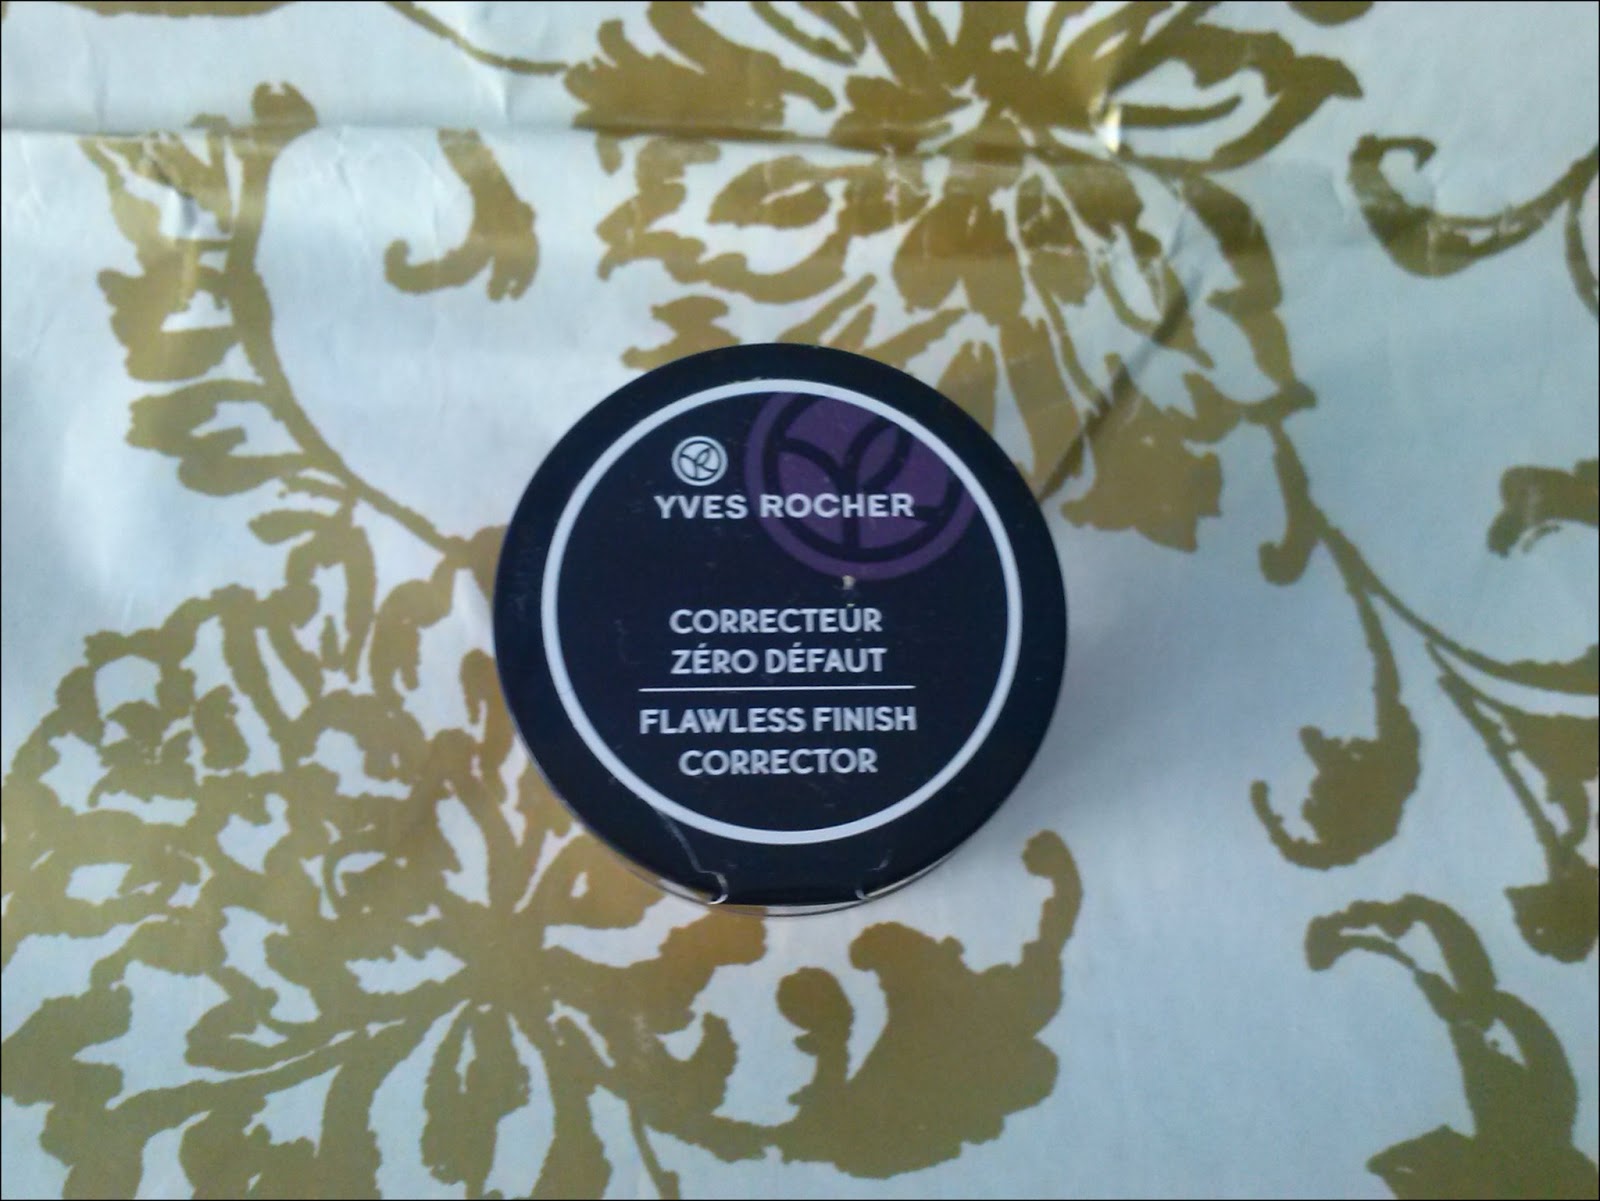 YVES ROCHER
CORRECTEUR
ZÉRO DÉFAUT
FLAWLESS FINISH
CORRECTOR